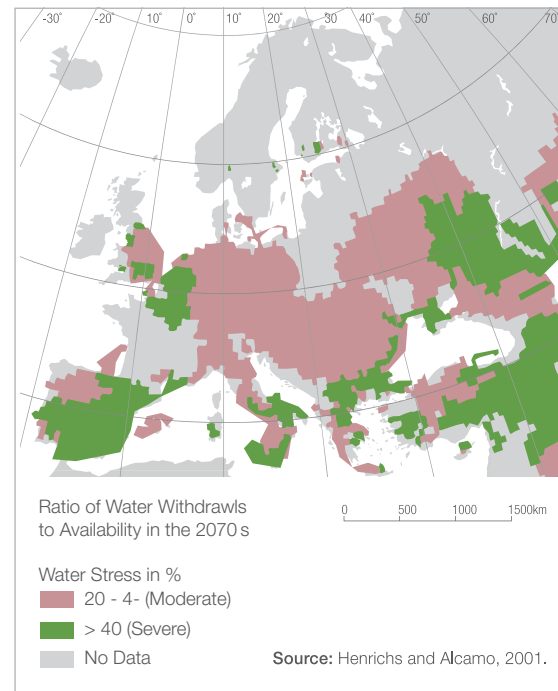 -30° -20° -10° 0° 10° 20° 30° 40° 50° 60° 70°
Ratio of Water Withdrawls
to Availability in the 2070s
0 500 1000 1500km
Water Stress in %
20 - 4- (Moderate)
> 40 (Severe)
No Data
Source: Henrichs and Alcamo, 2001.